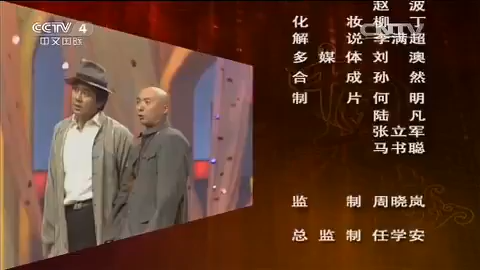 CCTV 4
中文国际
CNTV
赵 波
化 妆 柳 丁
解 说 李满超
多媒体 刘 澳
合 成 孙 然
制 片 何 明
陆 凡
张立军
马书聪
监 制 周晓岚
总监制 任学安